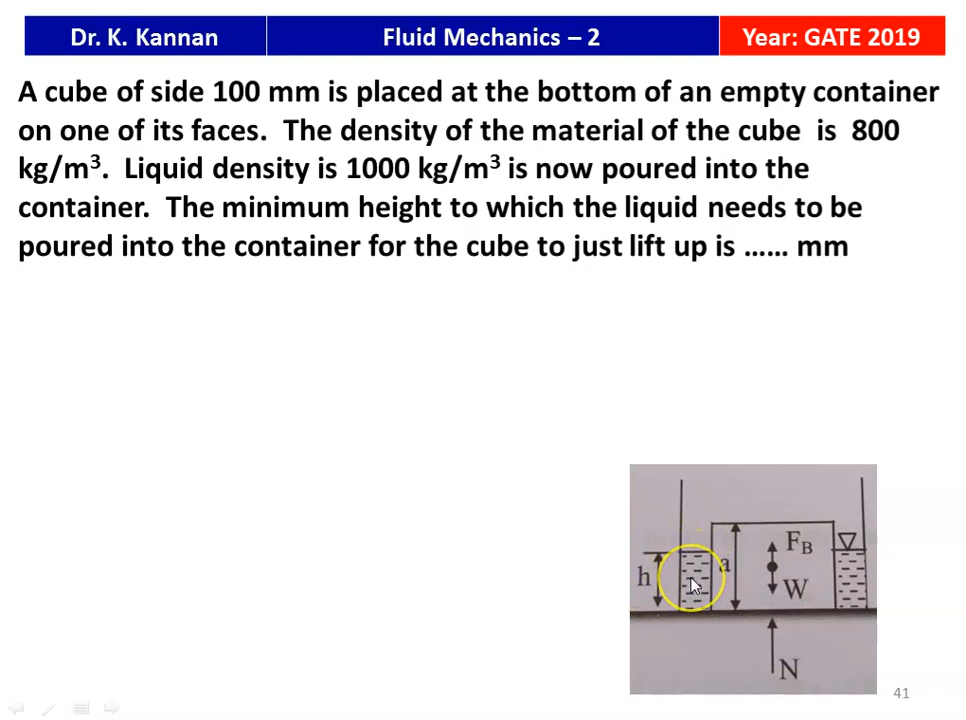 Dr. K. Kannan Fluid Mechanics – 2 Year: GATE 2019
A cube of side 100 mm is placed at the bottom of an empty container
on one of its faces. The density of the material of the cube is 800
kg/m³. Liquid density is 1000 kg/m³ is now poured into the
container. The minimum height to which the liquid needs to be
poured into the container for the cube to just lift up is ...... mm
F_B
h a
W
N
41